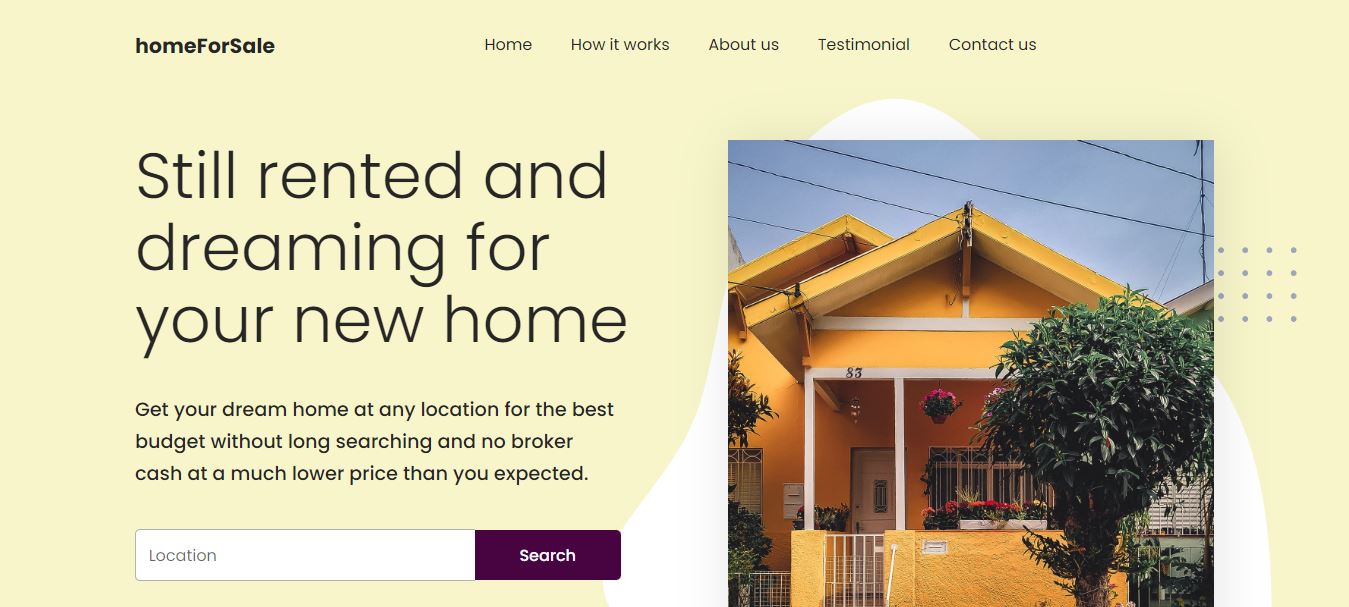 homeForSale
Home How it works About us Testimonial Contact us
Still rented and
dreaming for
your new home
Get your dream home at any location for the best
budget without long searching and no broker
cash at a much lower price than you expected.
83
Location Search